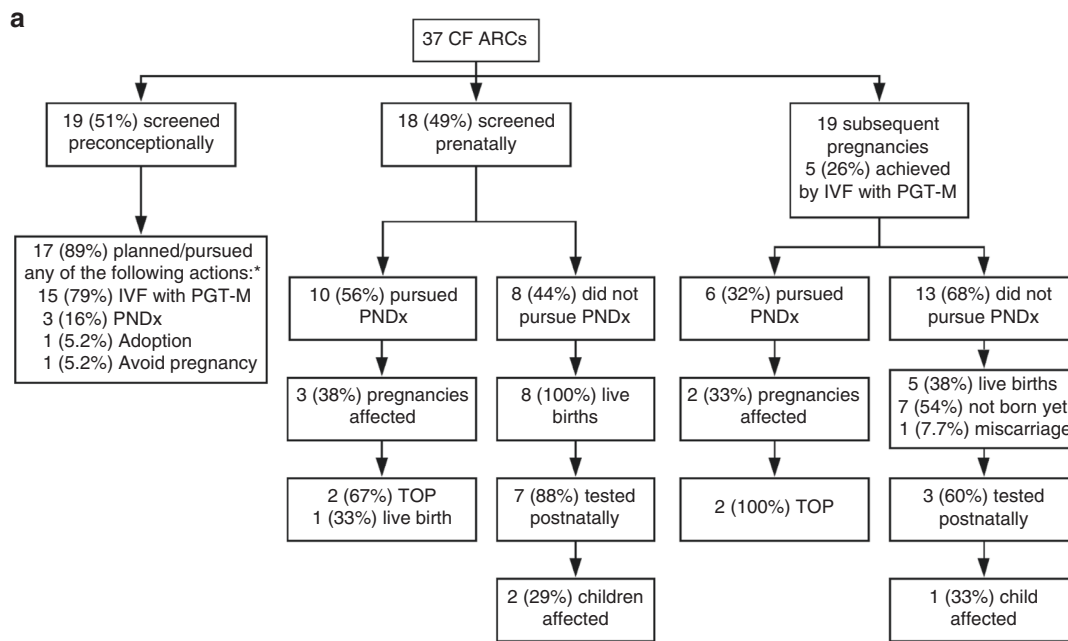 a
37 CF ARCs
19 (51%) screened
preconceptionally
18 (49%) screened
prenatally
19 subsequent
pregnancies
5 (26%) achieved
by IVF with PGT-M
17 (89%) planned/pursued
any of the following actions:*
15 (79%) IVF with PGT-M
3 (16%) PNDx
1 (5.2%) Adoption
1 (5.2%) Avoid pregnancy
10 (56%) pursued
PNDx
8 (44%) did not
pursue PNDx
6 (32%) pursued
PNDx
13 (68%) did not
pursue PNDx
3 (38%) pregnancies
affected
8 (100%) live
births
2 (33%) pregnancies
affected
5 (38%) live births
7 (54%) not born yet
1 (7.7%) miscarriage
2 (67%) TOP
1 (33%) live birth
7 (88%) tested
postnatally
2 (100%) TOP
3 (60%) tested
postnatally
2 (29%) children
affected
1 (33%) child
affected